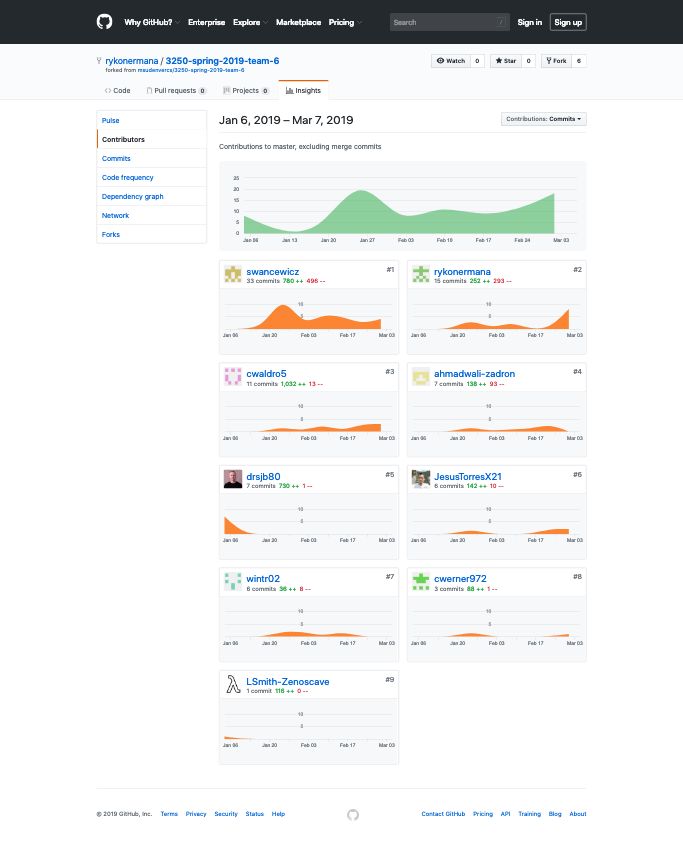 Why GitHub? Enterprise Explore Marketplace Pricing Search / Sign in Sign up
rykonermana / 3250-spring-2019-team-6
forked from msudenvercs/3250-spring-2019-team-6
Watch 0 Star 0 Fork 6
Code Pull requests 0 Projects 0 Insights
Pulse
Contributors
Commits
Code frequency
Dependency graph
Network
Forks
Jan 6, 2019 – Mar 7, 2019
Contributions: Commits
Contributions to master, excluding merge commits
25
20
15
10
5
0
Jan 06 Jan 13 Jan 20 Jan 27 Feb 03 Feb 10 Feb 17 Feb 24 Mar 03
swancewicz #1
33 commits 780 ++ 496 --
10
5
Jan 06 Jan 20 Feb 03 Feb 17 Mar 03
rykonermana #2
15 commits 252 ++ 293 --
10
5
Jan 06 Jan 20 Feb 03 Feb 17 Mar 03
cwaldro5 #3
11 commits 1,032 ++ 13 --
10
5
Jan 06 Jan 20 Feb 03 Feb 17 Mar 03
ahmadwali-zadron #4
7 commits 138 ++ 93 --
10
5
Jan 06 Jan 20 Feb 03 Feb 17 Mar 03
drsjb80 #5
7 commits 730 ++ 1 --
10
5
Jan 06 Jan 20 Feb 03 Feb 17 Mar 03
JesusTorresX21 #6
6 commits 142 ++ 10 --
10
5
Jan 06 Jan 20 Feb 03 Feb 17 Mar 03
wintr02 #7
6 commits 36 ++ 8 --
10
5
Jan 06 Jan 20 Feb 03 Feb 17 Mar 03
cwerner972 #8
3 commits 88 ++ 1 --
10
5
Jan 06 Jan 20 Feb 03 Feb 17 Mar 03
LSmith-Zenoscave #9
1 commit 116 ++ 0 --
10
5
Jan 06 Jan 20 Feb 03 Feb 17 Mar 03
© 2019 GitHub, Inc. Terms Privacy Security Status Help Contact GitHub Pricing API Training Blog About